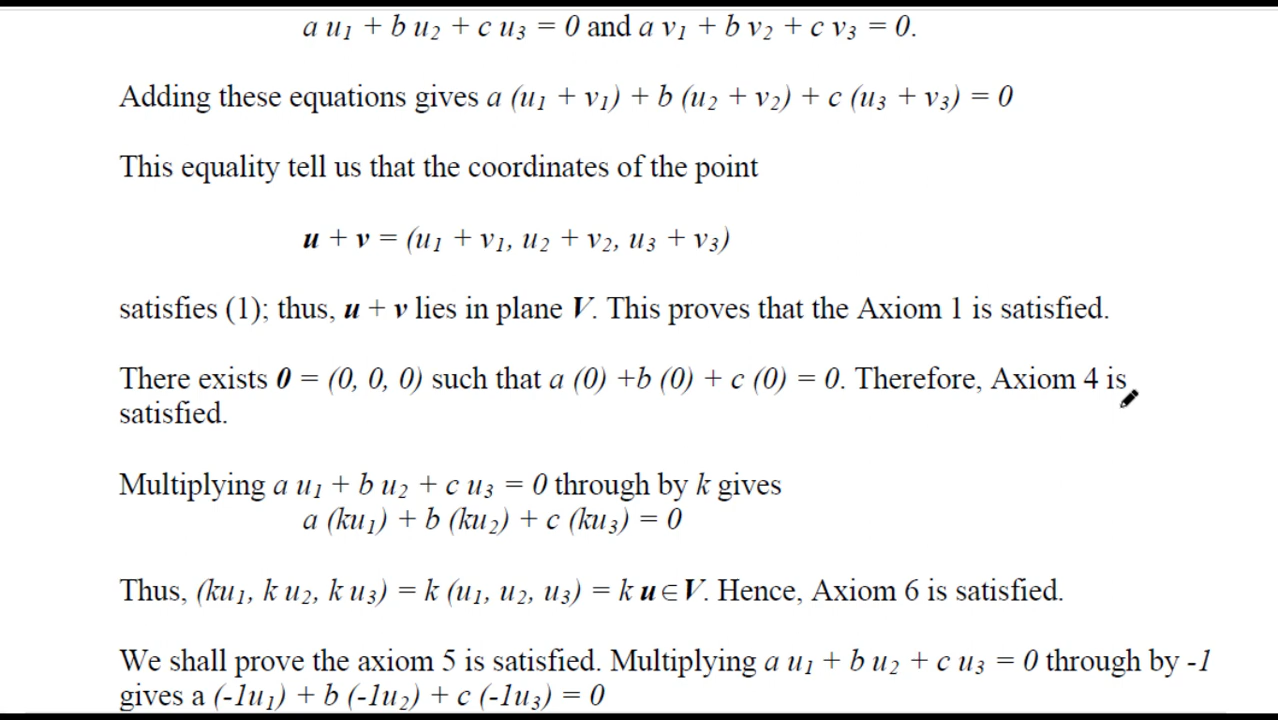 a u₁ + b u₂ + c u₃ = 0 and a v₁ + b v₂ + c v₃ = 0.
Adding these equations gives a (u₁ + v₁) + b (u₂ + v₂) + c (u₃ + v₃) = 0
This equality tell us that the coordinates of the point
u + v = (u₁ + v₁, u₂ + v₂, u₃ + v₃)
satisfies (1); thus, u + v lies in plane V. This proves that the Axiom 1 is satisfied.
There exists 0 = (0, 0, 0) such that a (0) +b (0) + c (0) = 0. Therefore, Axiom 4 is
satisfied.
Multiplying a u₁ + b u₂ + c u₃ = 0 through by k gives
a (ku₁) + b (ku₂) + c (ku₃) = 0
Thus, (ku₁, k u₂, k u₃) = k (u₁, u₂, u₃) = k u ∈ V. Hence, Axiom 6 is satisfied.
We shall prove the axiom 5 is satisfied. Multiplying a u₁ + b u₂ + c u₃ = 0 through by -1
gives a (-1u₁) + b (-1u₂) + c (-1u₃) = 0